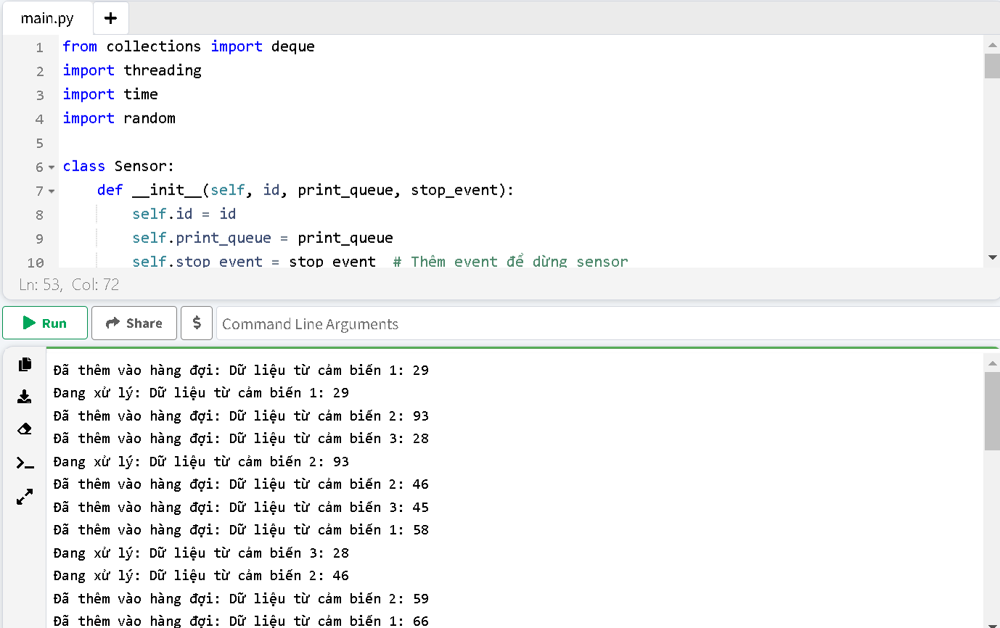 main.py +
1 from collections import deque
2 import threading
3 import time
4 import random
5
6 class Sensor:
7 def __init__(self, id, print_queue, stop_event):
8 self.id = id
9 self.print_queue = print_queue
10 self.stop_event = stop_event # Thêm event để dừng sensor
Ln: 53, Col: 72
Run Share $ Command Line Arguments
Đã thêm vào hàng đợi: Dữ liệu từ cảm biến 1: 29
Đang xử lý: Dữ liệu từ cảm biến 1: 29
Đã thêm vào hàng đợi: Dữ liệu từ cảm biến 2: 93
Đã thêm vào hàng đợi: Dữ liệu từ cảm biến 3: 28
Đang xử lý: Dữ liệu từ cảm biến 2: 93
Đã thêm vào hàng đợi: Dữ liệu từ cảm biến 2: 46
Đã thêm vào hàng đợi: Dữ liệu từ cảm biến 3: 45
Đã thêm vào hàng đợi: Dữ liệu từ cảm biến 1: 58
Đang xử lý: Dữ liệu từ cảm biến 3: 28
Đang xử lý: Dữ liệu từ cảm biến 2: 46
Đã thêm vào hàng đợi: Dữ liệu từ cảm biến 2: 59
Đã thêm vào hàng đợi: Dữ liệu từ cảm biến 1: 66